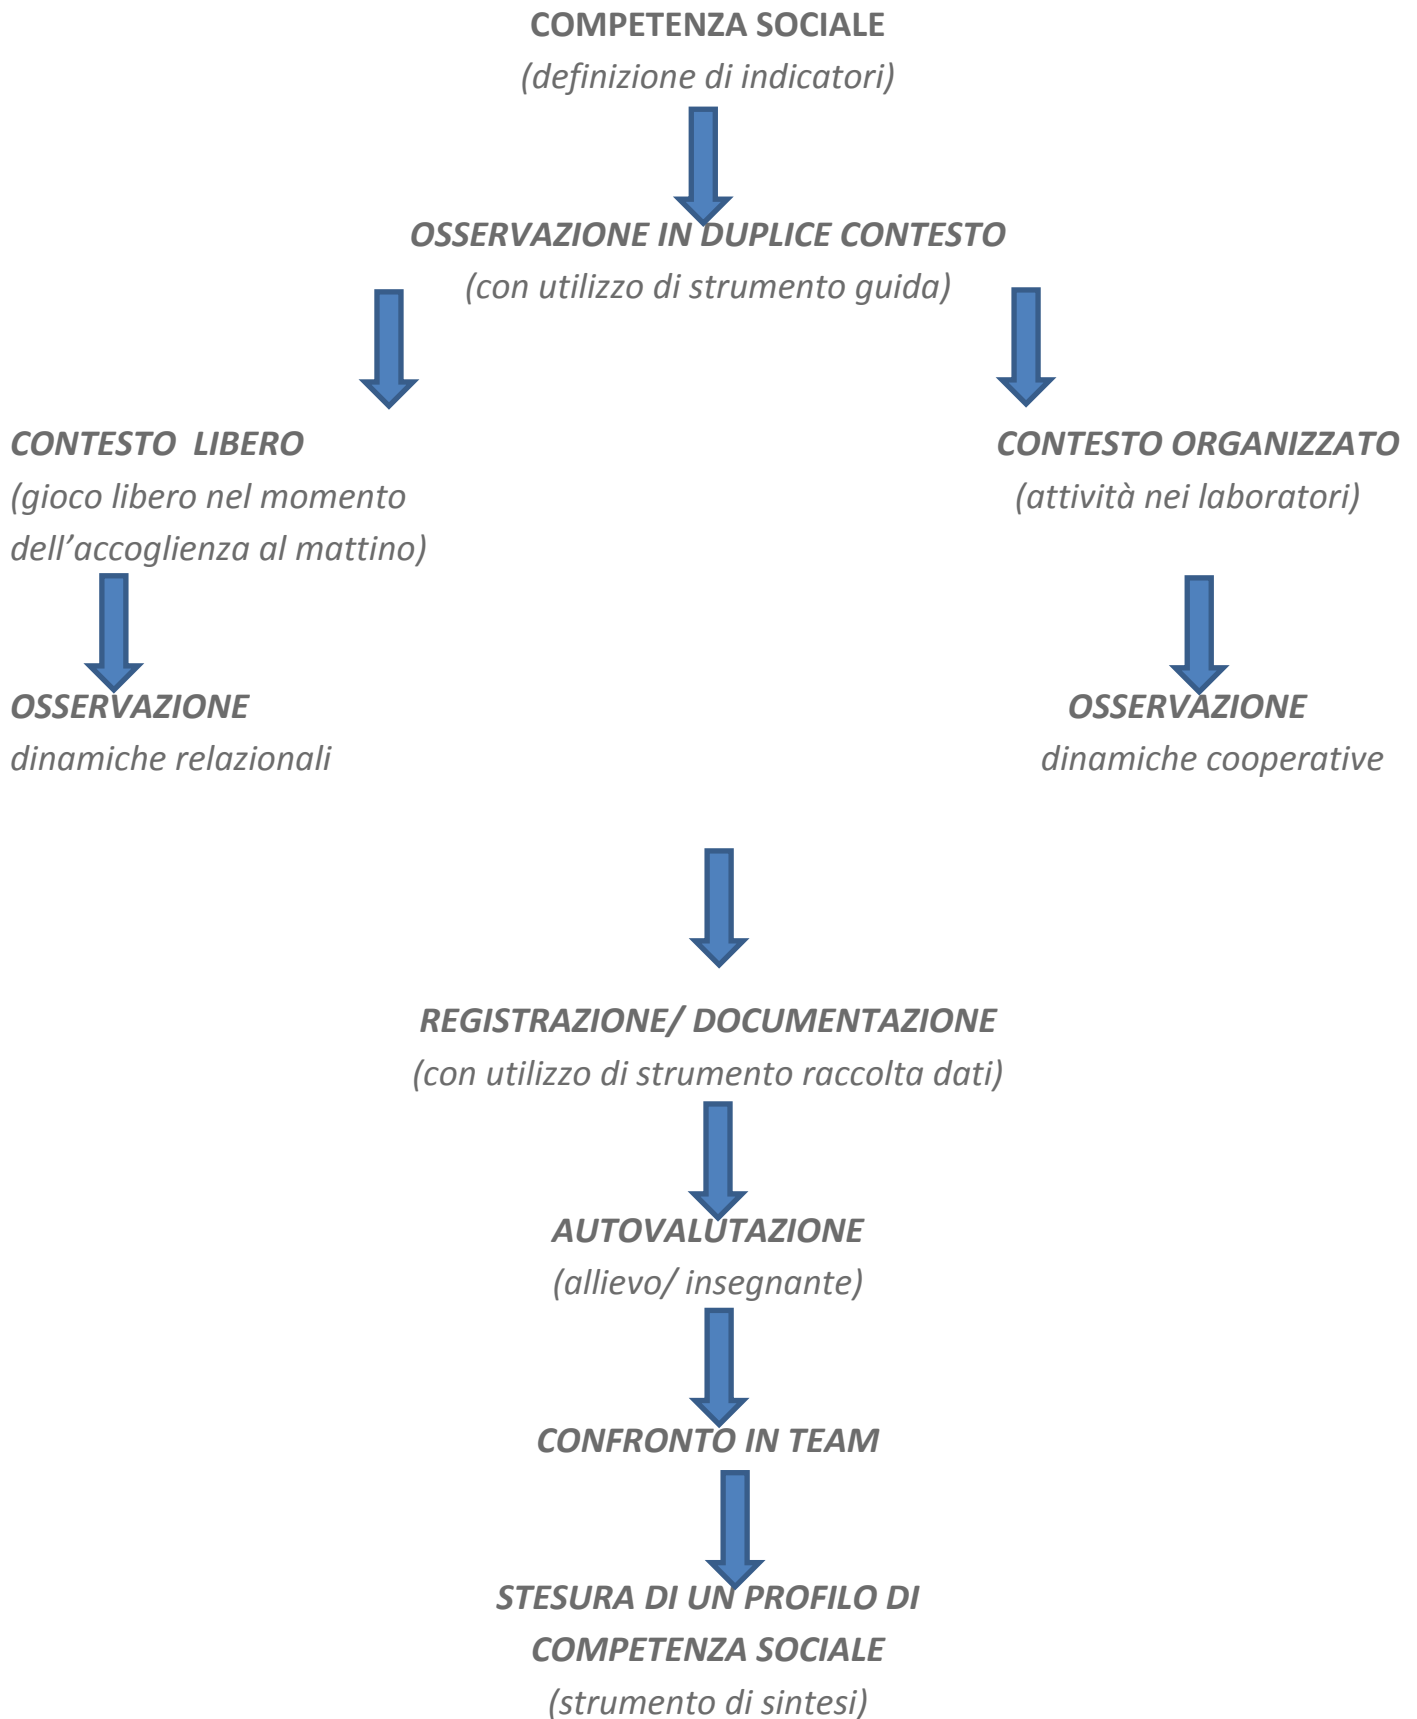 COMPETENZA SOCIALE
(definizione di indicatori)
OSSERVAZIONE IN DUPLICE CONTESTO
(con utilizzo di strumento guida)
CONTESTO LIBERO
(gioco libero nel momento
dell’accoglienza al mattino)
CONTESTO ORGANIZZATO
(attività nei laboratori)
OSSERVAZIONE
dinamiche relazionali
OSSERVAZIONE
dinamiche cooperative
REGISTRAZIONE/ DOCUMENTAZIONE
(con utilizzo di strumento raccolta dati)
AUTOVALUTAZIONE
(allievo/ insegnante)
CONFRONTO IN TEAM
STESURA DI UN PROFILO DI
COMPETENZA SOCIALE
(strumento di sintesi)